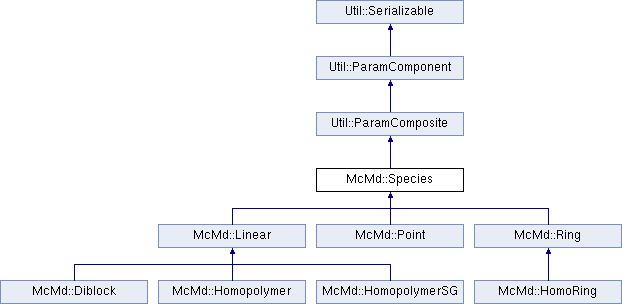 Util::Serializable
Util::ParamComponent
Util::ParamComposite
McMd::Species
McMd::Linear
McMd::Point
McMd::Ring
McMd::Diblock
McMd::Homopolymer
McMd::HomopolymerSG
McMd::HomoRing